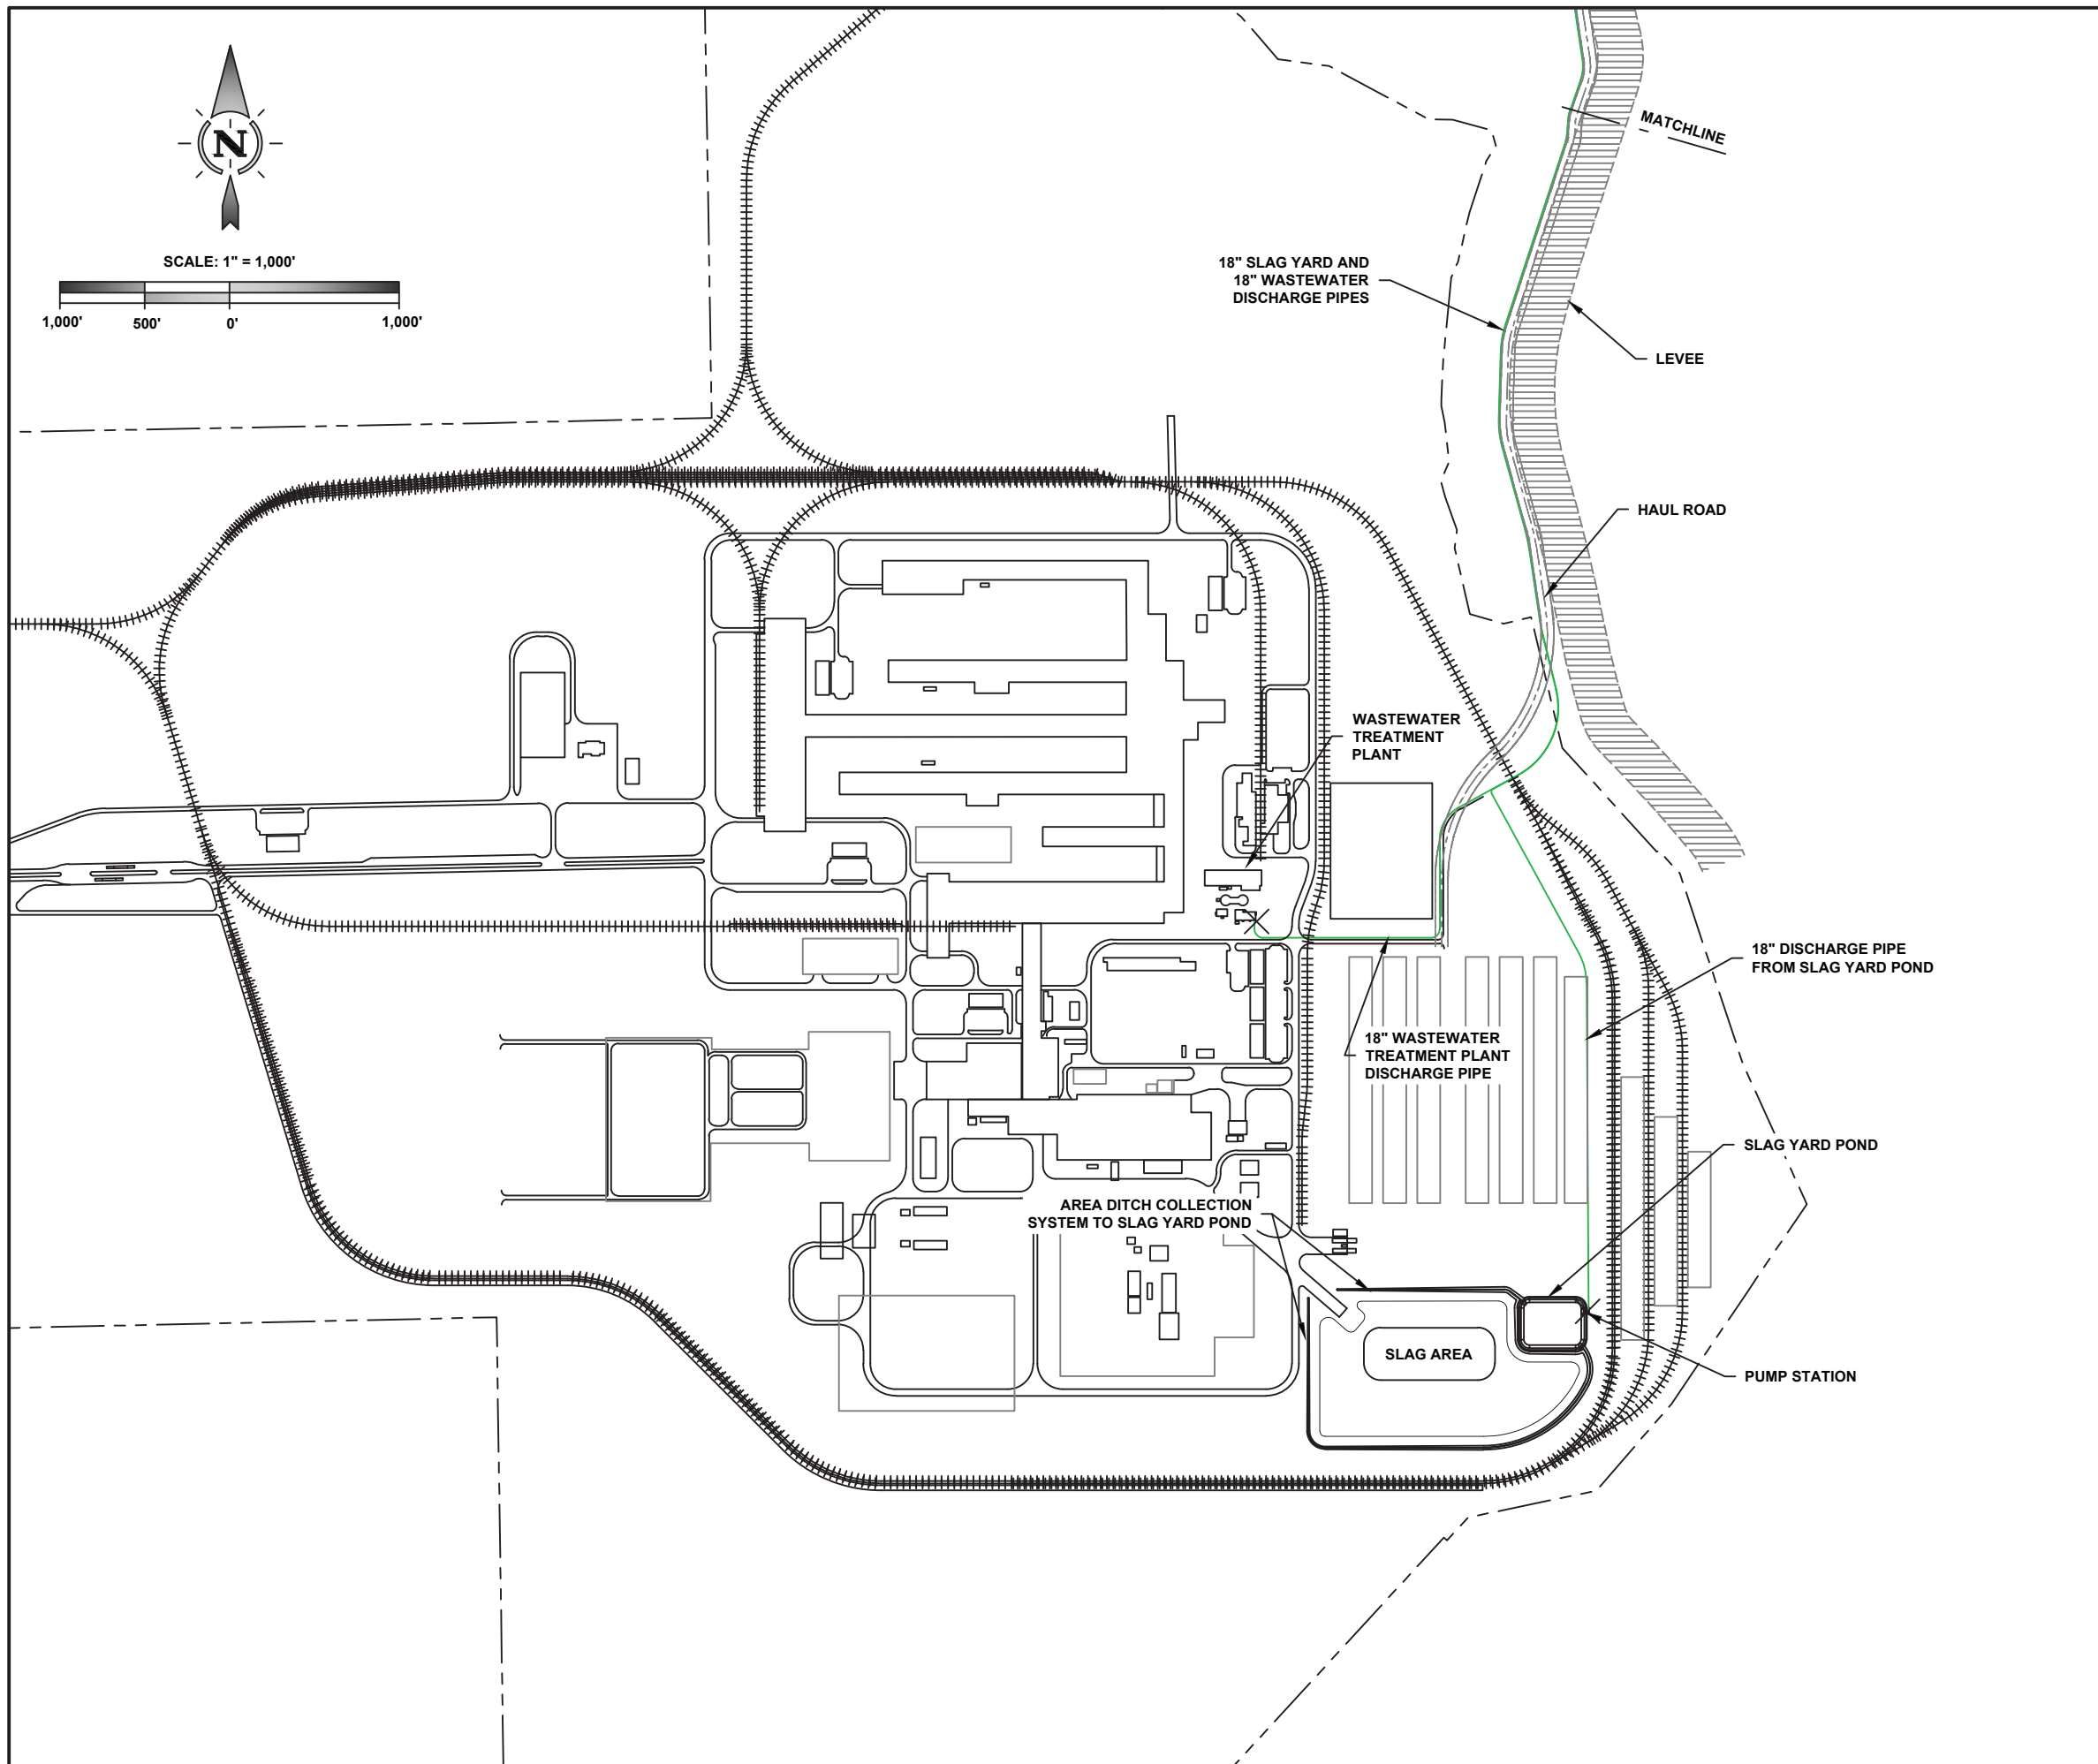 MATCHLINE
N
SCALE: 1" = 1,000'
1,000' 500' 0' 1,000'
18" SLAG YARD AND
18" WASTEWATER
DISCHARGE PIPES
LEVEE
HAUL ROAD
WASTEWATER
TREATMENT
PLANT
18" DISCHARGE PIPE
FROM SLAG YARD POND
18" WASTEWATER
TREATMENT PLANT
DISCHARGE PIPE
SLAG YARD POND
AREA DITCH COLLECTION
SYSTEM TO SLAG YARD POND
SLAG AREA
PUMP STATION